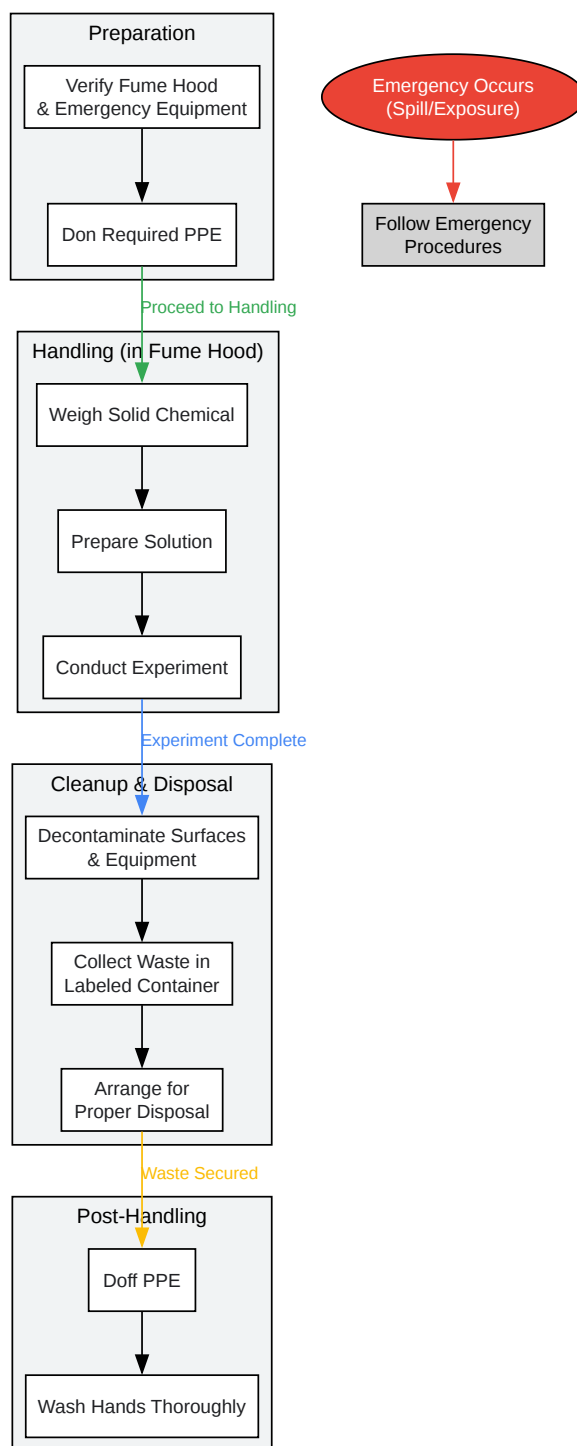 Preparation
Verify Fume Hood
& Emergency Equipment
Don Required PPE
Proceed to Handling
Handling (in Fume Hood)
Weigh Solid Chemical
Prepare Solution
Conduct Experiment
Experiment Complete
Cleanup & Disposal
Decontaminate Surfaces
& Equipment
Collect Waste in
Labeled Container
Arrange for
Proper Disposal
Waste Secured
Post-Handling
Doff PPE
Wash Hands Thoroughly
Emergency Occurs
(Spill/Exposure)
Follow Emergency
Procedures